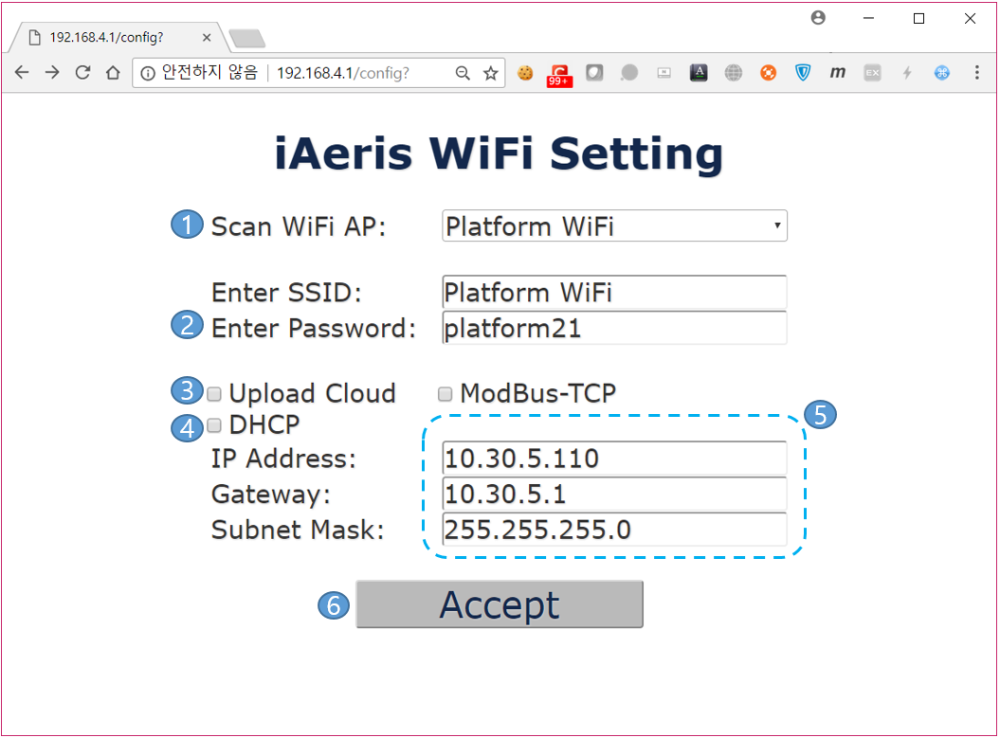 192.168.4.1/config?
안전하지 않음 192.168.4.1/config?
99+ A m EX
iAeris WiFi Setting
1 Scan WiFi AP: Platform WiFi
Enter SSID: Platform WiFi
2 Enter Password: platform21
3 Upload Cloud ModBus-TCP
4 DHCP 5
IP Address: 10.30.5.110
Gateway: 10.30.5.1
Subnet Mask: 255.255.255.0
6 Accept